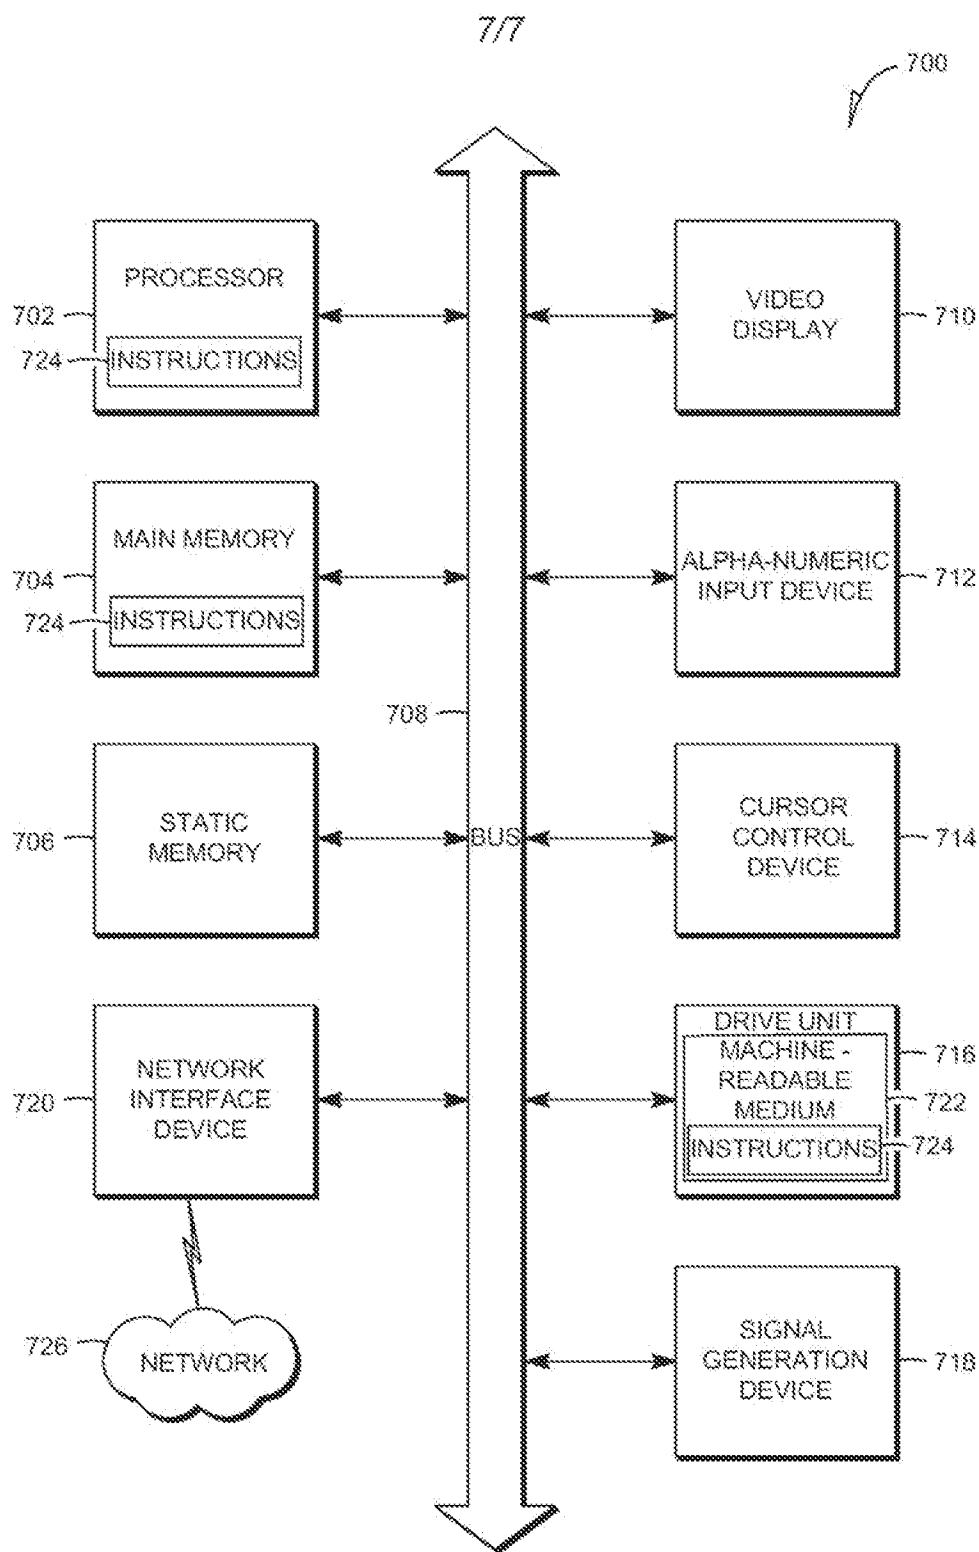 7/7
700
PROCESSOR
702
724
INSTRUCTIONS
VIDEO
DISPLAY
710
MAIN MEMORY
704
724
INSTRUCTIONS
ALPHA-NUMERIC
INPUT DEVICE
712
708
STATIC
MEMORY
706
BUS
CURSOR
CONTROL
DEVICE
714
NETWORK
INTERFACE
DEVICE
720
DRIVE UNIT
716
MACHINE -
READABLE
MEDIUM
722
INSTRUCTIONS
724
726
NETWORK
SIGNAL
GENERATION
DEVICE
718